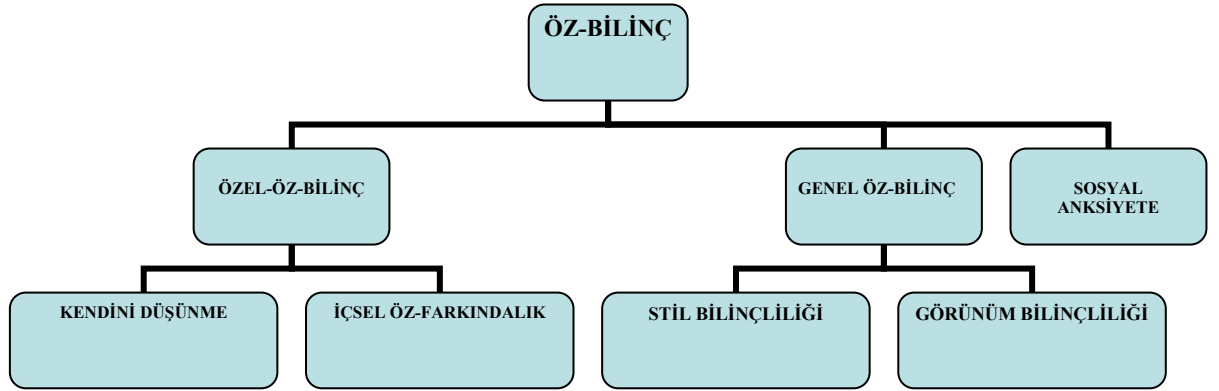 ÖZ-BİLİNÇ
ÖZEL-ÖZ-BİLİNÇ
GENEL ÖZ-BİLİNÇ
SOSYAL
ANKSİYETE
KENDİNİ DÜŞÜNME
İÇSEL ÖZ-FARKINDALIK
STİL BİLİNÇLİLİĞİ
GÖRÜNÜM BİLİNÇLİLİĞİ